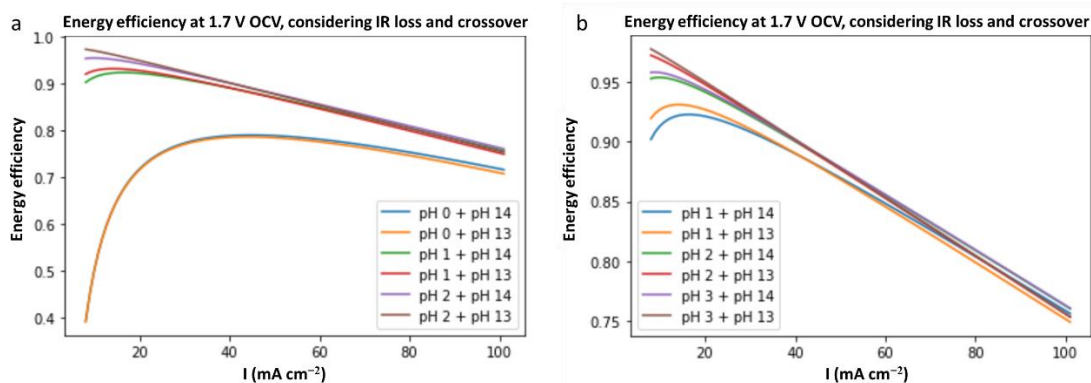 a
Energy efficiency at 1.7 V OCV, considering IR loss and crossover
Energy efficiency
1.0
0.9
0.8
0.7
0.6
0.5
0.4
pH 0 + pH 14
pH 0 + pH 13
pH 1 + pH 14
pH 1 + pH 13
pH 2 + pH 14
pH 2 + pH 13
20 40 60 80 100
I (mA cm⁻²)
b
Energy efficiency at 1.7 V OCV, considering IR loss and crossover
Energy efficiency
0.95
0.90
0.85
0.80
0.75
pH 1 + pH 14
pH 1 + pH 13
pH 2 + pH 14
pH 2 + pH 13
pH 3 + pH 14
pH 3 + pH 13
20 40 60 80 100
I (mA cm⁻²)